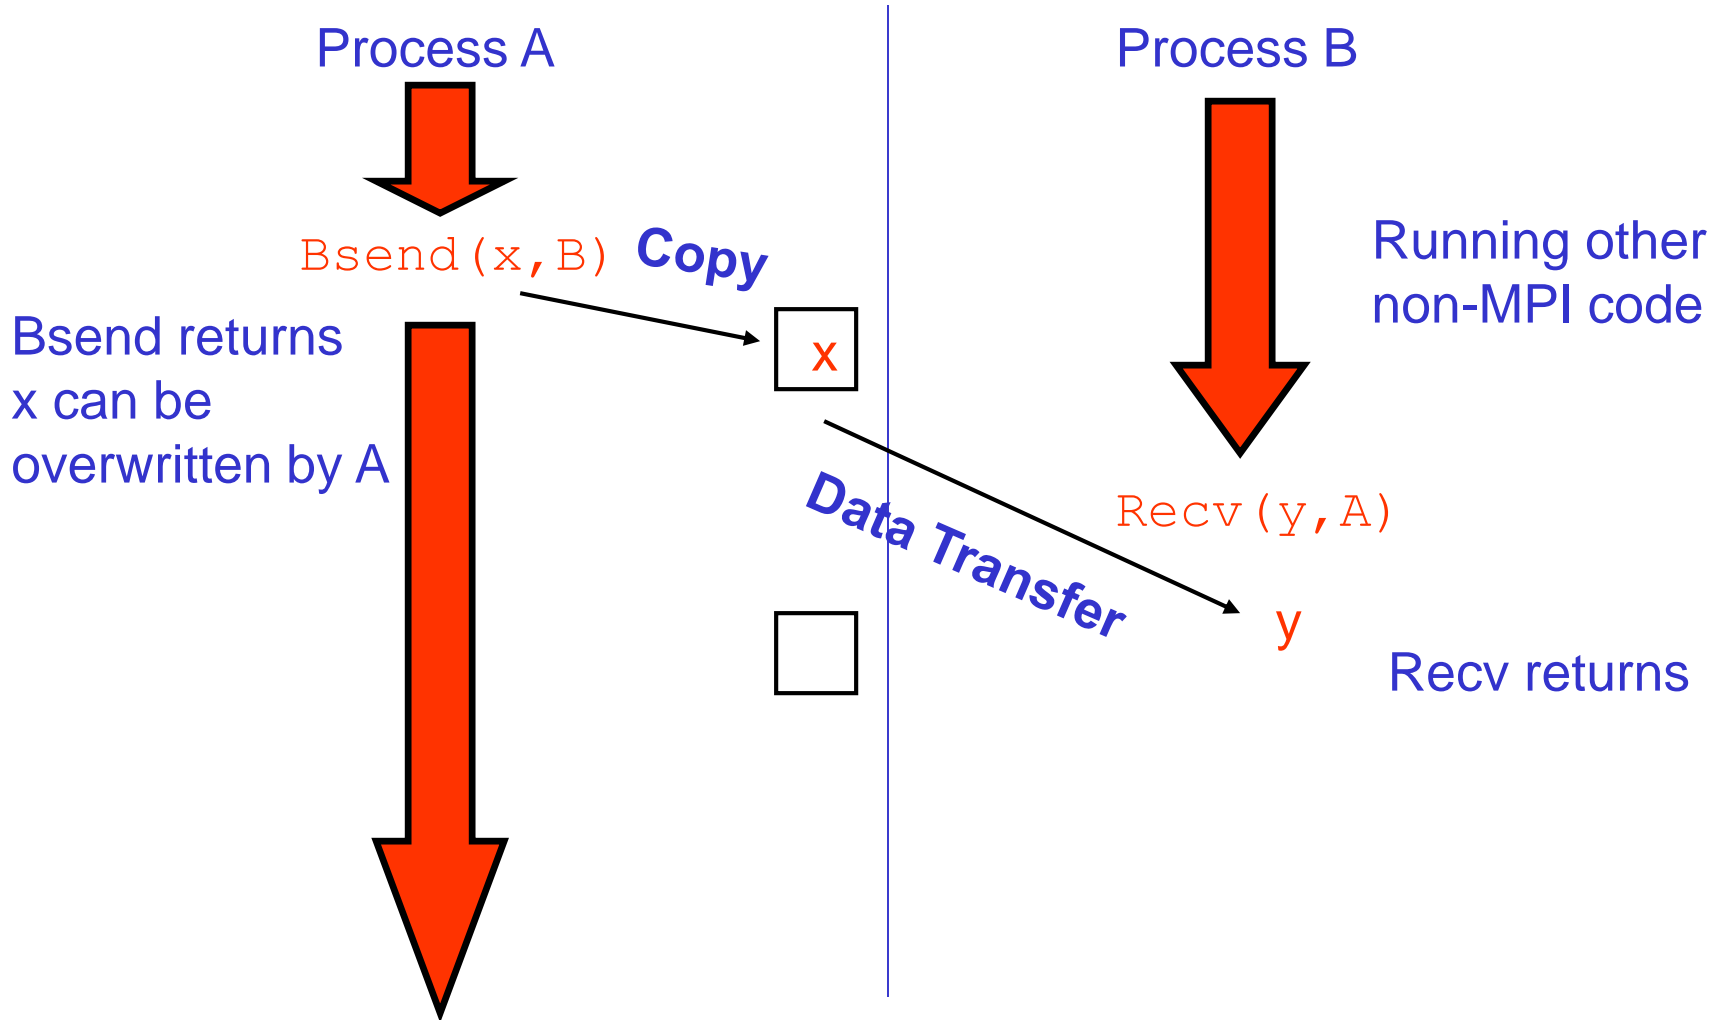 Process A
Process B
Bsend(x,B)
Copy
Running other
non-MPI code
Bsend returns
x can be
overwritten by A
x
Data Transfer
Recv(y,A)
y
Recv returns